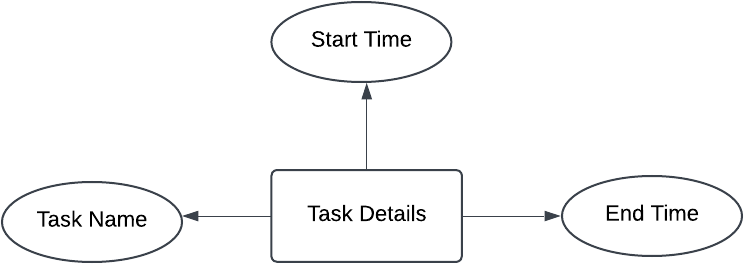 Start Time
Task Name
Task Details
End Time